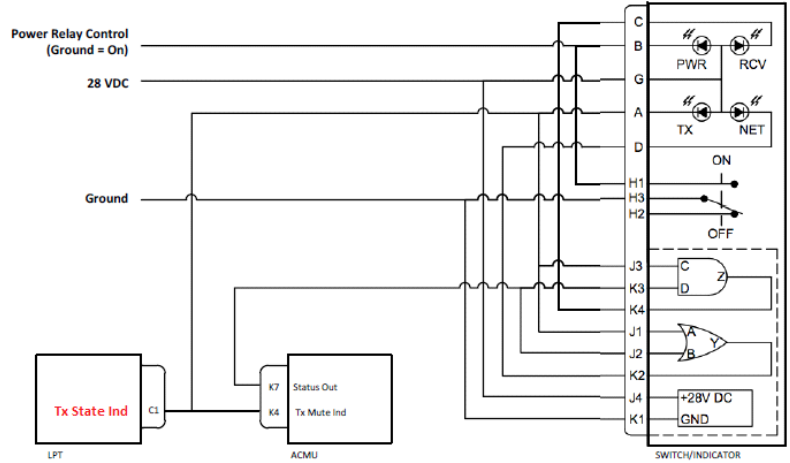 Power Relay Control
(Ground = On)
28 VDC
Ground
C
B
G
A
D
H1
H3
H2
J3
K3
K4
J1
J2
K2
J4
K1
PWR RCV
TX NET
ON
OFF
C
D
Z
A
B
Y
+28V DC
GND
Tx State Ind
C1
K7
Status Out
K4
Tx Mute Ind
LPT
ACMU
SWITCH/INDICATOR